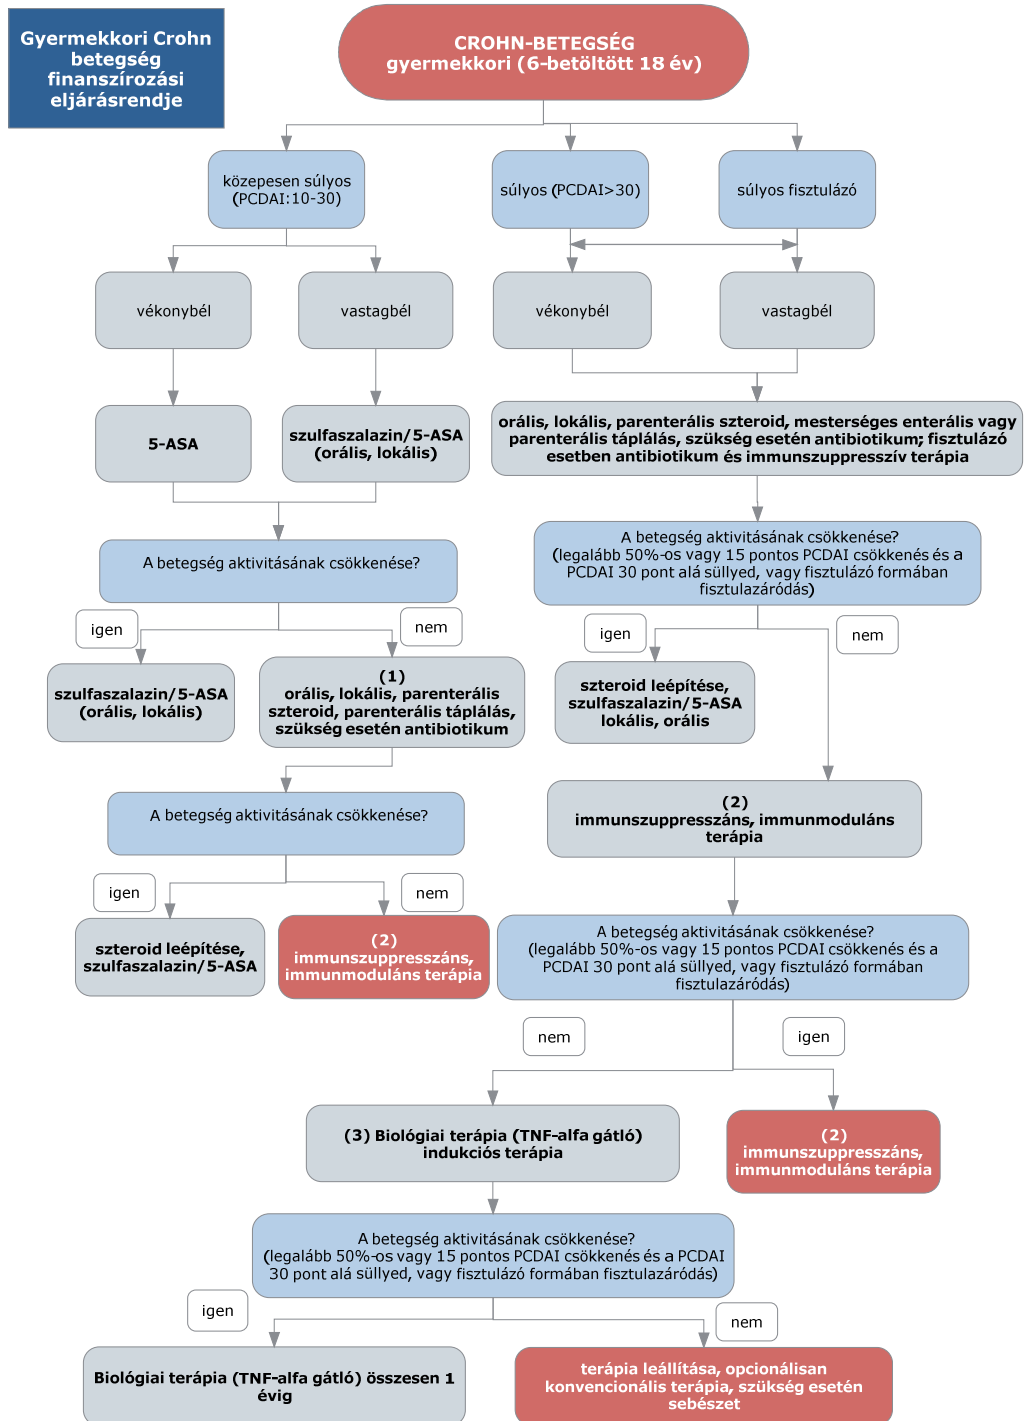 Gyermekkori Crohn
betegség
finanszírozási
eljárásrendje
CROHN-BETEGSÉG
gyermekkori (6-betöltött 18 év)
közepesen súlyos
(PCDAI:10-30)
súlyos (PCDAI>30)
súlyos fisztulázó
vékonybél
vastagbél
vékonybél
vastagbél
5-ASA
szulfaszalazin/5-ASA
(orális, lokális)
orális, lokális, parenterális szteroid, mesterséges enterális vagy
parenterális táplálás, szükség esetén antibiotikum; fisztulázó
esetben antibiotikum és immunszuppresszív terápia
A betegség aktivitásának csökkenése?
A betegség aktivitásának csökkenése?
(legalább 50%-os vagy 15 pontos PCDAI csökkenés és a
PCDAI 30 pont alá süllyed, vagy fisztulázó formában
fisztulazáródás)
igen
nem
igen
nem
szulfaszalazin/5-ASA
(orális, lokális)
(1)
orális, lokális, parenterális
szteroid, parenterális táplálás,
szükség esetén antibiotikum
szteroid leépítése,
szulfaszalazin/5-ASA
lokális, orális
A betegség aktivitásának csökkenése?
(2)
immunszuppresszáns, immunmoduláns
terápia
igen
nem
szteroid leépítése,
szulfaszalazin/5-ASA
(2)
immunszuppresszáns,
immunmoduláns terápia
A betegség aktivitásának csökkenése?
(legalább 50%-os vagy 15 pontos PCDAI csökkenés és a
PCDAI 30 pont alá süllyed, vagy fisztulázó formában
fisztulazáródás)
nem
igen
(3) Biológiai terápia (TNF-alfa gátló)
indukciós terápia
(2)
immunszuppresszáns,
immunmoduláns terápia
A betegség aktivitásának csökkenése?
(legalább 50%-os vagy 15 pontos PCDAI csökkenés és a PCDAI
30 pont alá süllyed, vagy fisztulázó formában fisztulazáródás)
igen
nem
Biológiai terápia (TNF-alfa gátló) összesen 1
évig
terápia leállítása, opcionálisan
konvencionális terápia, szükség esetén
sebészet